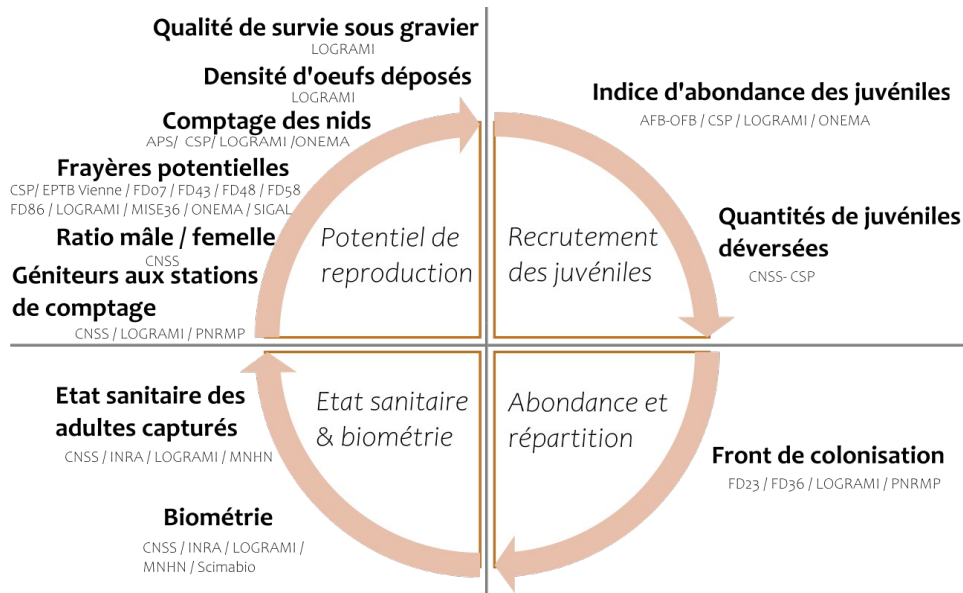 Qualité de survie sous gravier
LOGRAMI
Densité d'oeufs déposés
LOGRAMI
Comptage des nids
APS/ CSP/ LOGRAMI /ONEMA
Frayères potentielles
CSP/ EPTB Vienne / FD07 / FD43 / FD48 / FD58
FD86 / LOGRAMI / MISE36 / ONEMA / SIGAL
Ratio mâle / femelle
CNSS
Géniteurs aux stations
de comptage
CNSS / LOGRAMI / PNRMP
Potentiel de
reproduction
Indice d'abondance des juvéniles
AFB-OFB / CSP / LOGRAMI / ONEMA
Quantités de juvéniles
déversées
CNSS- CSP
Recrutement
des juvéniles
Etat sanitaire des
adultes capturés
CNSS / INRA / LOGRAMI / MNHN
Biométrie
CNSS / INRA / LOGRAMI /
MNHN / Scimabio
Etat sanitaire
& biométrie
Abondance et
répartition
Front de colonisation
FD23 / FD36 / LOGRAMI / PNRMP